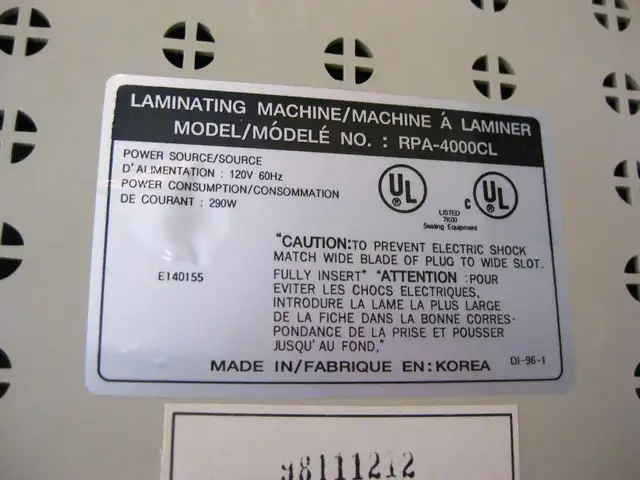 LAMINATING MACHINE/MACHINE Á LAMINER
MODEL/MÓDELÉ NO. : RPA-4000CL
POWER SOURCE/SOURCE
D'ALIMENTATION : 120V 60Hz
POWER CONSUMPTION/CONSOMMATION
DE COURANT : 290W
UL
C UL
LISTED
7K00
Sealing Equipment
E140155
"CAUTION:TO PREVENT ELECTRIC SHOCK
MATCH WIDE BLADE OF PLUG TO WIDE SLOT.
FULLY INSERT" "ATTENTION :POUR
EVITER LES CHOCS ELECTRIQUES,
INTRODUIRE LA LAME LA PLUS LARGE
DE LA FICHE DANS LA BONNE CORRES-
PONDANCE DE LA PRISE ET POUSSER
JUSQU'AU FOND,"
MADE IN/FABRIQUE EN: KOREA
DI-96-1
98111212